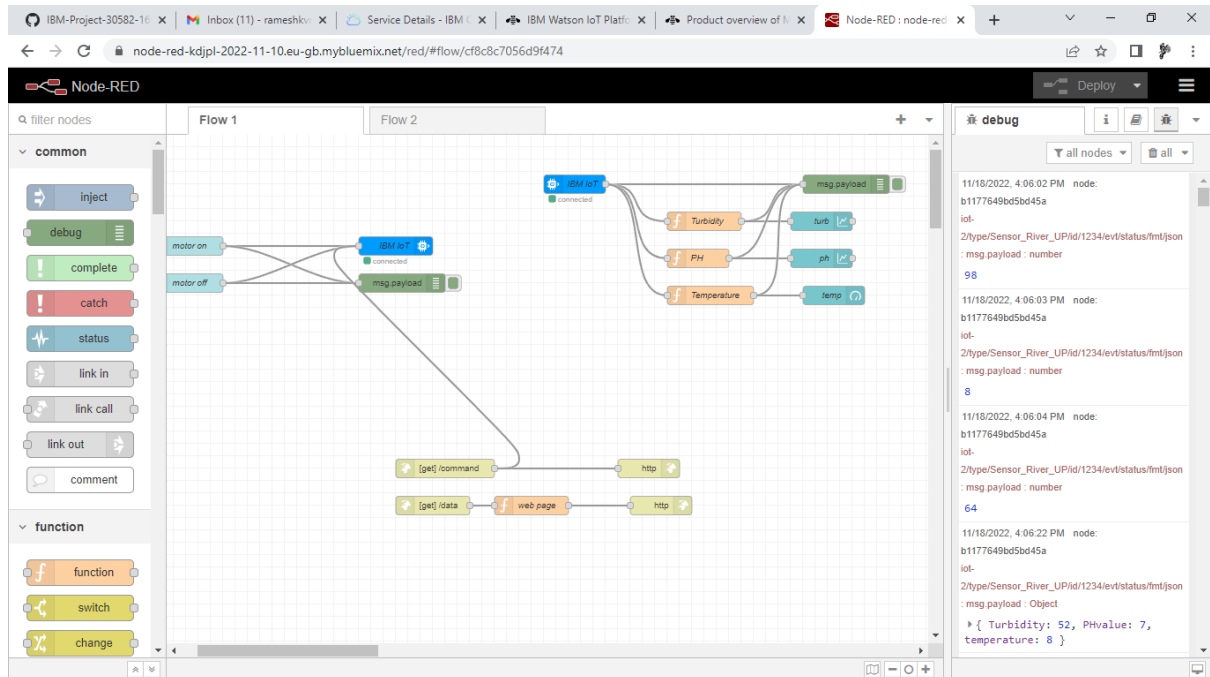 IBM-Project-30582-16
Inbox (11) - rameshkv
Service Details - IBM
IBM Watson IoT Platfo
Product overview of
Node-RED : node-red
node-red-kdjpl-2022-11-10.eu-gb.mybluemix.net/red/#flow/cf8c8c7056d9f474
Node-RED
Deploy
filter nodes
Flow 1
Flow 2
debug
i
all nodes
all
common
inject
debug
complete
catch
status
link in
link call
link out
comment
function
function
switch
change
motor on
motor off
IBM IoT
connected
msg.payload
IBM IoT
connected
msg.payload
Turbidity
turb
PH
ph
Temperature
temp
[get] /command
http
[get] /data
web page
http
11/18/2022, 4:06:02 PM node:
b1177649bd5bd45a
iot-
2/type/Sensor_River_UP/id/1234/evt/status/fmt/json
: msg.payload : number
98
11/18/2022, 4:06:03 PM node:
b1177649bd5bd45a
iot-
2/type/Sensor_River_UP/id/1234/evt/status/fmt/json
: msg.payload : number
8
11/18/2022, 4:06:04 PM node:
b1177649bd5bd45a
iot-
2/type/Sensor_River_UP/id/1234/evt/status/fmt/json
: msg.payload : number
64
11/18/2022, 4:06:22 PM node:
b1177649bd5bd45a
iot-
2/type/Sensor_River_UP/id/1234/evt/status/fmt/json
: msg.payload : Object
{ Turbidity: 52, PHvalue: 7,
temperature: 8 }